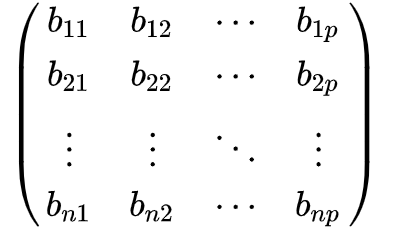 b₁₁ b₁₂ ⋯ b₁ₚ
b₂₁ b₂₂ ⋯ b₂ₚ
⋮ ⋮ ⋱ ⋮
bₙ₁ bₙ₂ ⋯ bₙₚ